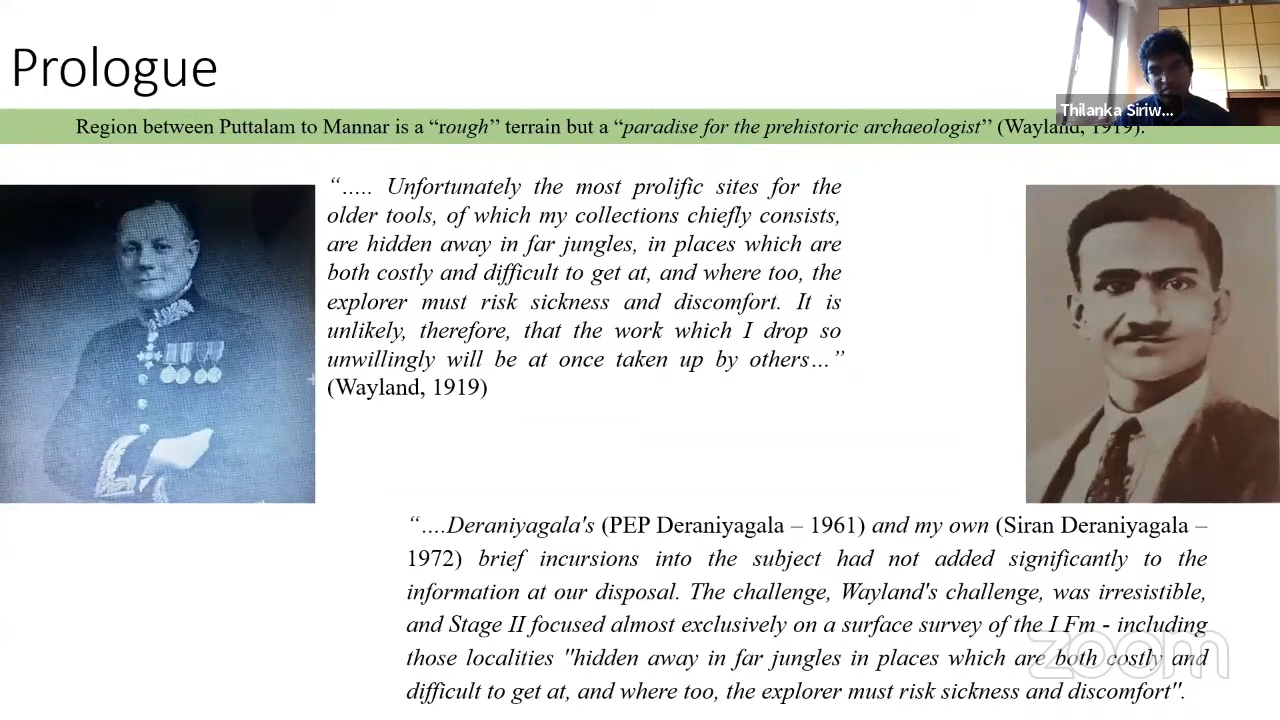 Prologue
Thilanka Siriw...
Region between Puttalam to Mannar is a “rough” terrain but a “paradise for the prehistoric archaeologist” (Wayland, 1919).
“….. Unfortunately the most prolific sites for the
older tools, of which my collections chiefly consists,
are hidden away in far jungles, in places which are
both costly and difficult to get at, and where too, the
explorer must risk sickness and discomfort. It is
unlikely, therefore, that the work which I drop so
unwillingly will be at once taken up by others…”
(Wayland, 1919)
“….Deraniyagala's (PEP Deraniyagala – 1961) and my own (Siran Deraniyagala –
1972) brief incursions into the subject had not added significantly to the
information at our disposal. The challenge, Wayland's challenge, was irresistible,
and Stage II focused almost exclusively on a surface survey of the I Fm - including
those localities "hidden away in far jungles in places which are both costly and
difficult to get at, and where too, the explorer must risk sickness and discomfort".
zoom